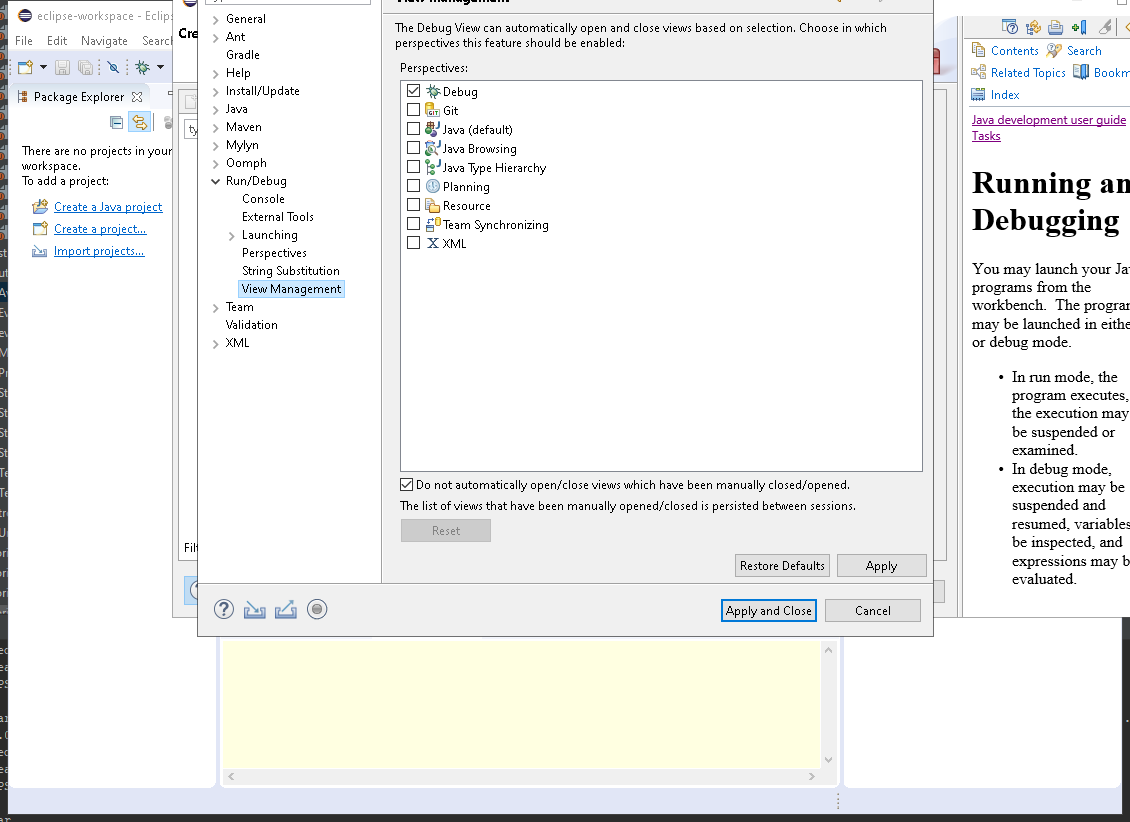 eclipse-workspace - Eclips
File Edit Navigate Searc
Package Explorer
There are no projects in your
workspace.
To add a project:
Create a Java project
Create a project...
Import projects...
Cre
ty
Filt
General
Ant
Gradle
Help
Install/Update
Java
Maven
Mylyn
Oomph
Run/Debug
Console
External Tools
Launching
Perspectives
String Substitution
View Management
Team
Validation
XML
View Management
The Debug View can automatically open and close views based on selection. Choose in which
perspectives this feature should be enabled:
Perspectives:
Debug
Git
Java (default)
Java Browsing
Java Type Hierarchy
Planning
Resource
Team Synchronizing
XML
Do not automatically open/close views which have been manually closed/opened.
The list of views that have been manually opened/closed is persisted between sessions.
Reset
Restore Defaults Apply
Apply and Close Cancel
Contents Search
Related Topics Bookm
Index
Java development user guide
Tasks
Running an
Debugging
You may launch your Jav
programs from the
workbench. The program
may be launched in eithe
or debug mode.
• In run mode, the
program executes,
the execution may
be suspended or
examined.
• In debug mode,
execution may be
suspended and
resumed, variables
be inspected, and
expressions may b
evaluated.